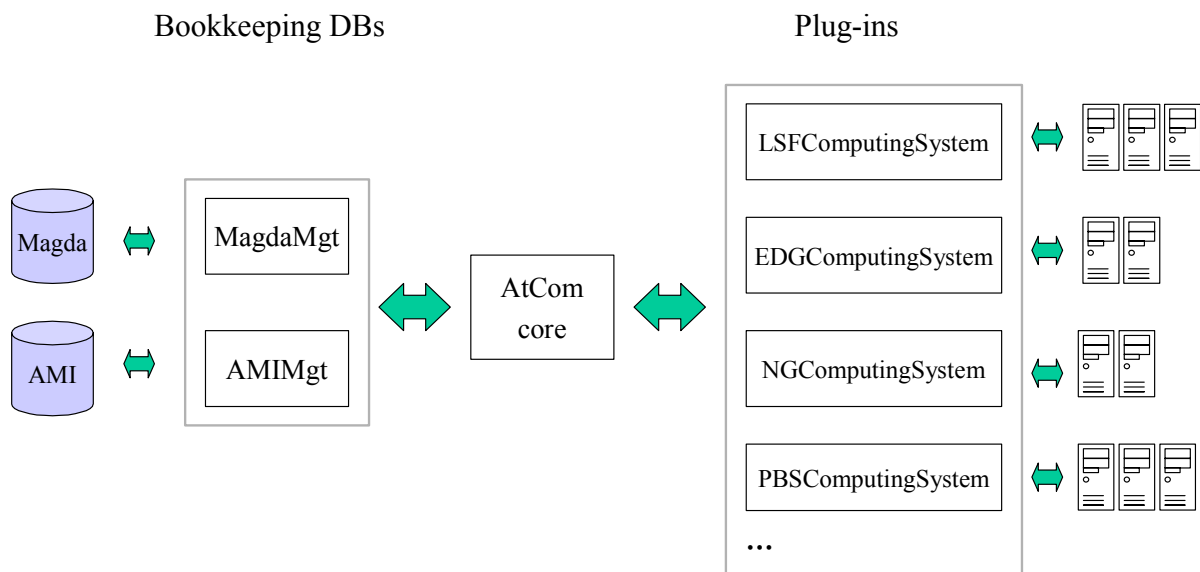 Bookkeeping DBs
Plug-ins
Magda
AMI
MagdaMgt
AMIMgt
AtCom
core
LSFComputingSystem
EDGComputingSystem
NGComputingSystem
PBSComputingSystem
...